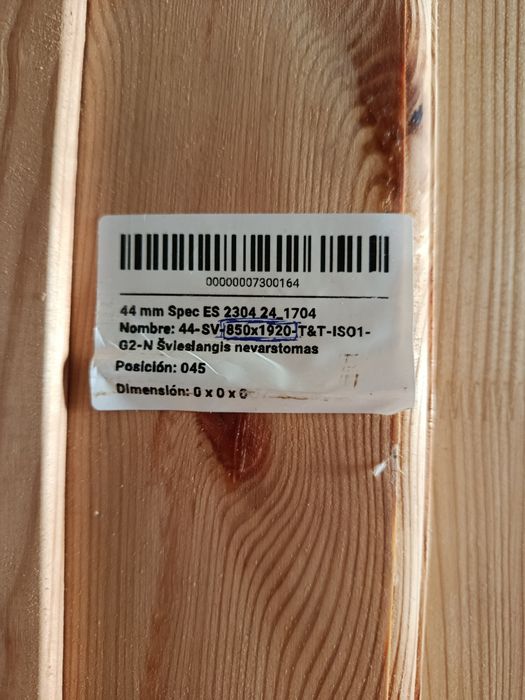 00000007300164
44 mm Spec ES 2304 24_1704
Nombre: 44-SV-850x1920-T&T-ISO1-
G2-N Šviesiangis nevarstomas
Posición: 045
Dimensión: 0 x 0 x 0